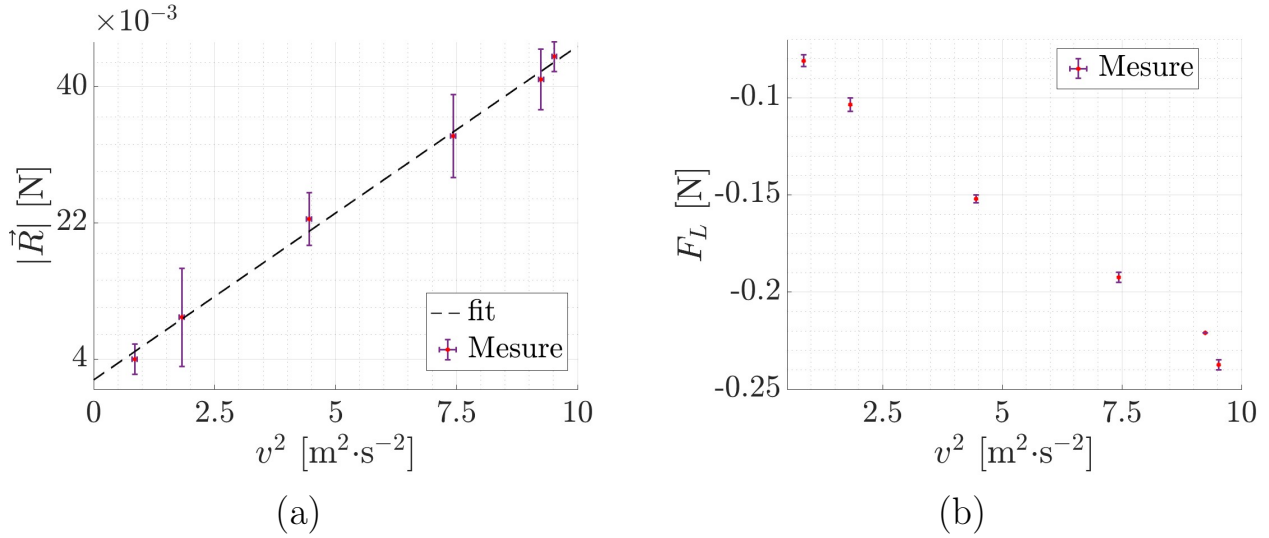 ×10⁻³
40
22
4
|R⃗| [N]
0 2.5 5 7.5 10
v² [m²·s⁻²]
fit
Mesure
(a)
-0.1
-0.15
-0.2
-0.25
F_L [N]
2.5 5 7.5 10
v² [m²·s⁻²]
Mesure
(b)